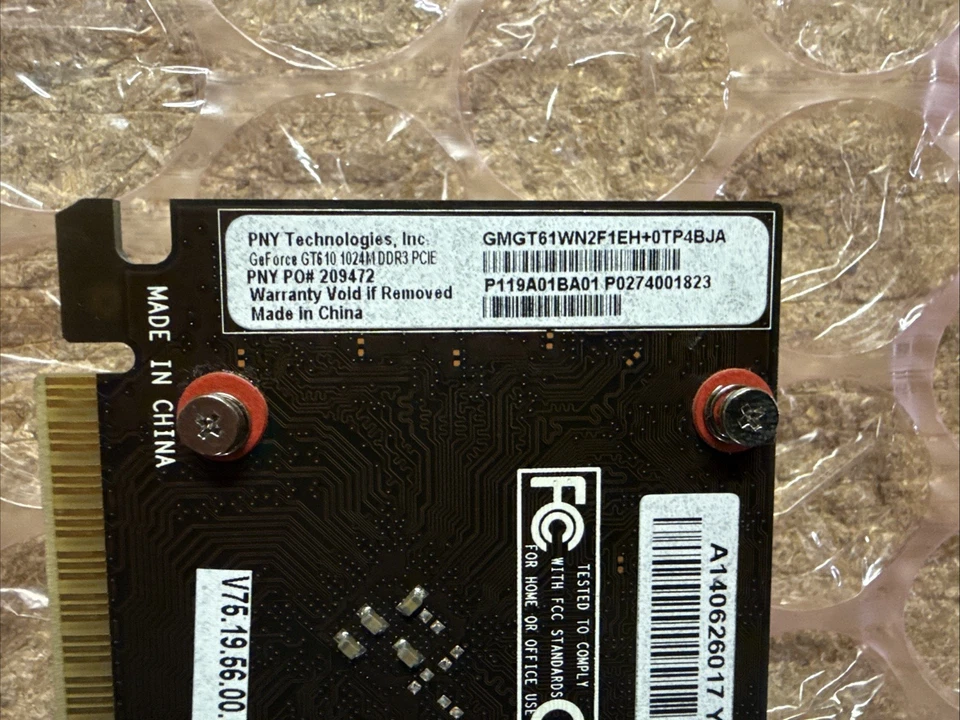 PNY Technologies, Inc.
GeForce GT610 1024M DDR3 PCIE
PNY PO# 209472
Warranty Void if Removed
Made in China
GMGT61WN2F1EH+0TP4BJA
P119A01BA01 P0274001823
MADE IN CHINA
FC
TESTED TO COMPLY
WITH FCC STANDARDS
FOR HOME OR OFFICE USE
A140626017 Y
V75.19.56.00.